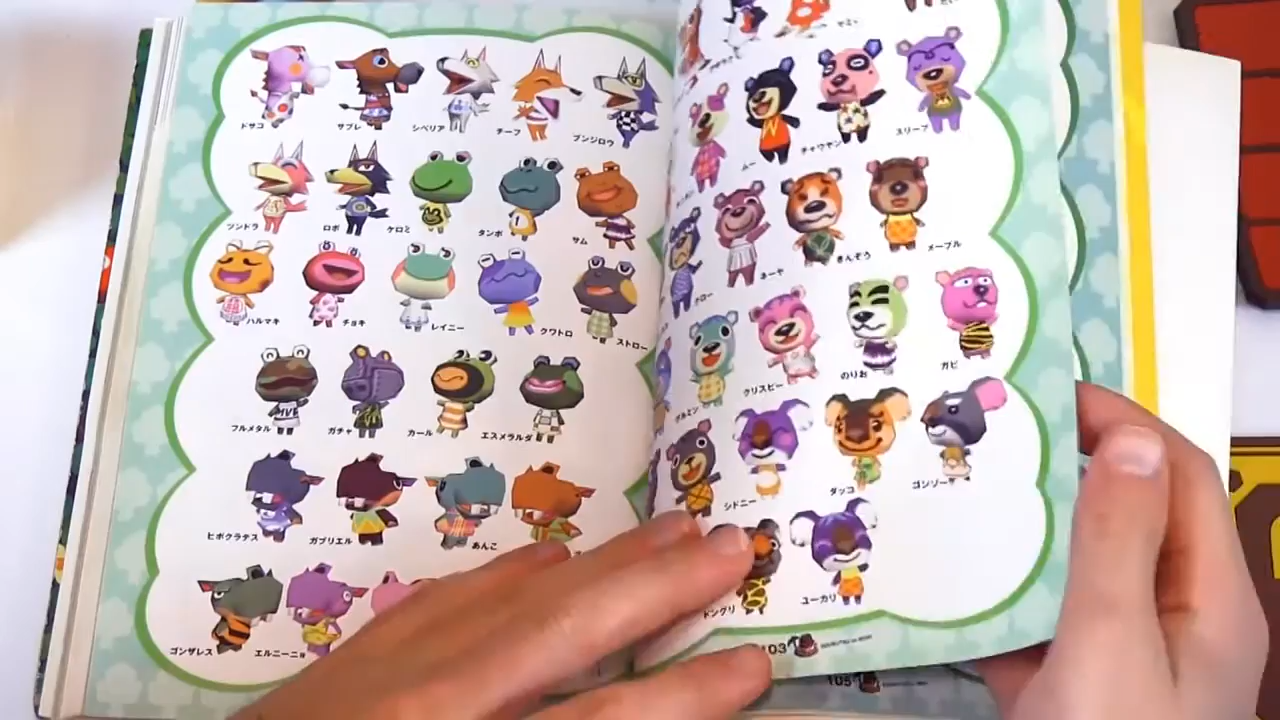 ドサコ
サブレ
シベリア
チーフ
ブンジロウ
ツンドラ
ロボ
ケロミ
タンボ
サム
ハルマキ
チョキ
レイニー
クワトロ
ストロー
フルメタル
ガチャ
カール
エスメラルダ
ヒポクラテス
ガブリエル
あんこ
ゴンザレス
エルニーニョ
ムー
チャウヤン
スリープ
ネーヤ
きんぞう
メープル
グルミン
クリスピー
のりお
ガビ
シドニー
ダッコ
ゴンゾー
ドングリ
ユーカリ
103
105